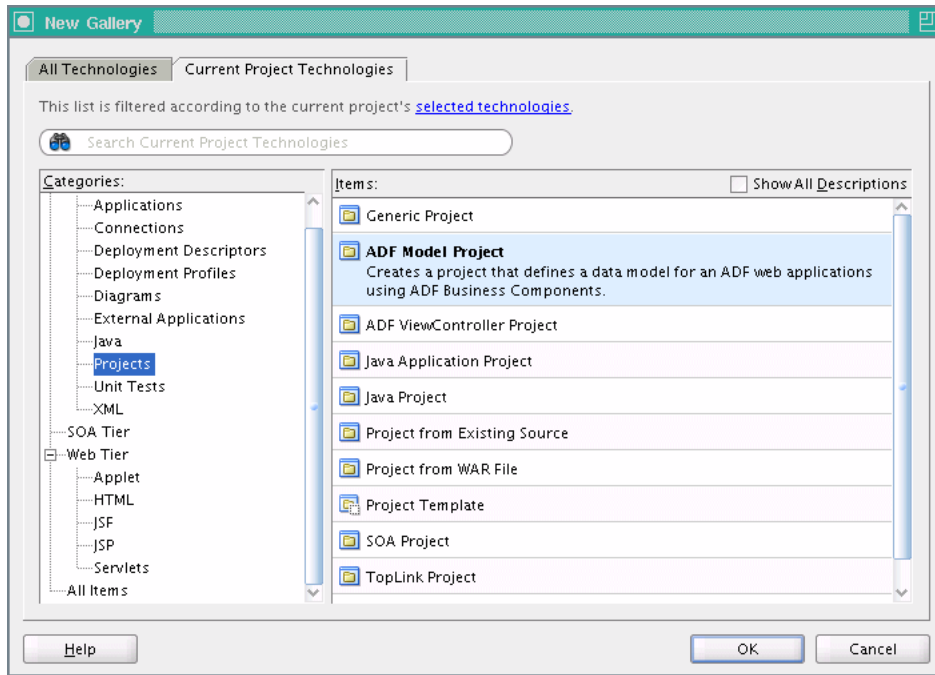 New Gallery
All Technologies
Current Project Technologies
This list is filtered according to the current project's selected technologies.
Search Current Project Technologies
Categories:
Applications
Connections
Deployment Descriptors
Deployment Profiles
Diagrams
External Applications
Java
Projects
Unit Tests
XML
SOA Tier
Web Tier
Applet
HTML
JSF
JSP
Servlets
All Items
Items:
Show All Descriptions
Generic Project
ADF Model Project
Creates a project that defines a data model for an ADF web applications
using ADF Business Components.
ADF ViewController Project
Java Application Project
Java Project
Project from Existing Source
Project from WAR File
Project Template
SOA Project
TopLink Project
Help
OK
Cancel